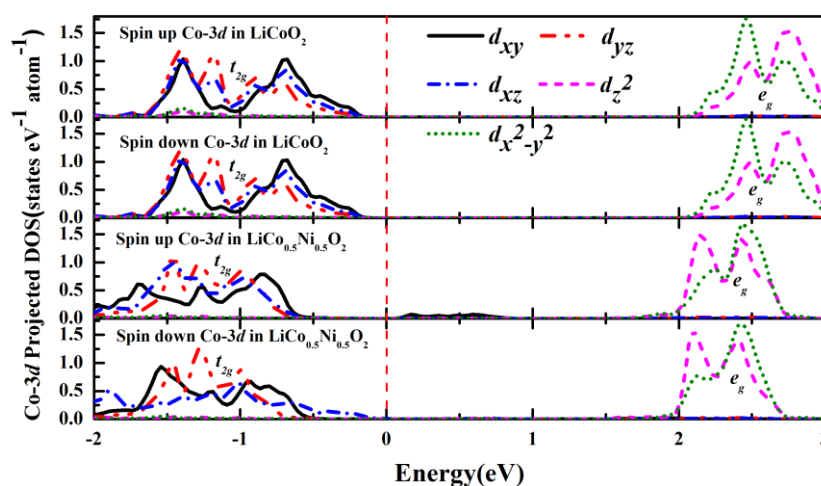 Co-3d Projected DOS(states eV⁻¹ atom⁻¹)
Spin up Co-3d in LiCoO₂
t₂g
e_g
d_xy
d_yz
d_xz
d_z²
d_x²-y²
1.5
1.0
0.5
0.0
Spin down Co-3d in LiCoO₂
t₂g
e_g
1.5
1.0
0.5
0.0
Spin up Co-3d in LiCo₀.₅Ni₀.₅O₂
t₂g
e_g
1.5
1.0
0.5
0.0
Spin down Co-3d in LiCo₀.₅Ni₀.₅O₂
t₂g
e_g
1.5
1.0
0.5
0.0
-2 -1 0 1 2
Energy(eV)